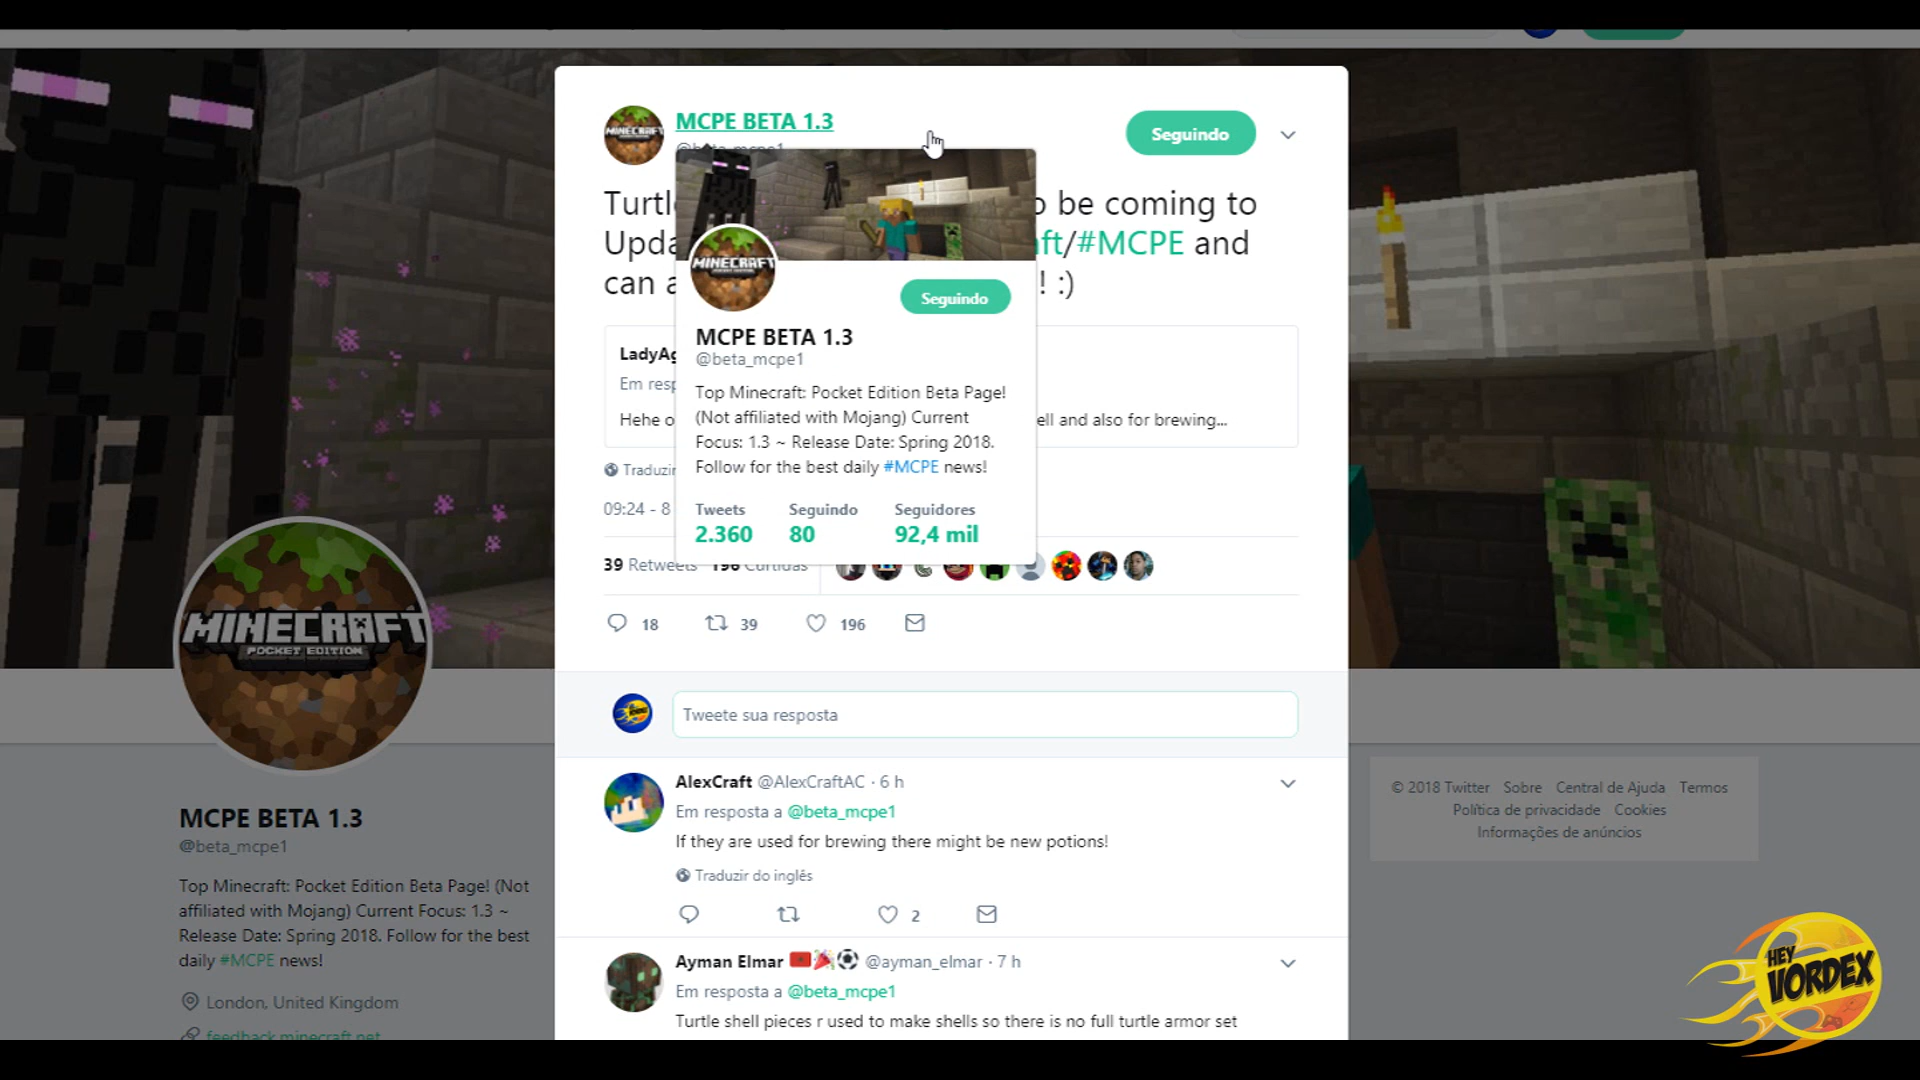 MCPE BETA 1.3
@beta_mcpe1
Seguindo
Turtl o be coming to
Upda ft/#MCPE and
can a ! :)
MINECRAFT
Seguindo
MCPE BETA 1.3
@beta_mcpe1
Top Minecraft: Pocket Edition Beta Page!
(Not affiliated with Mojang) Current
Focus: 1.3 ~ Release Date: Spring 2018.
Follow for the best daily #MCPE news!
Tweets Seguindo Seguidores
2.360 80 92,4 mil
LadyAg
Em resp
Hehe o ell and also for brewing...
Traduzir
09:24 - 8
39 Retweets 196 Curtidas
18 39 196
Tweete sua resposta
AlexCraft @AlexCraftAC · 6 h
Em resposta a @beta_mcpe1
If they are used for brewing there might be new potions!
Traduzir do inglês
2
Ayman Elmar @ayman_elmar · 7 h
Em resposta a @beta_mcpe1
Turtle shell pieces r used to make shells so there is no full turtle armor set
MINECRAFT
POCKET EDITION
MCPE BETA 1.3
@beta_mcpe1
Top Minecraft: Pocket Edition Beta Page! (Not
affiliated with Mojang) Current Focus: 1.3 ~
Release Date: Spring 2018. Follow for the best
daily #MCPE news!
London, United Kingdom
feedback.minecraft.net
© 2018 Twitter Sobre Central de Ajuda Termos
Política de privacidade Cookies
Informações de anúncios
HEY
VORDEX